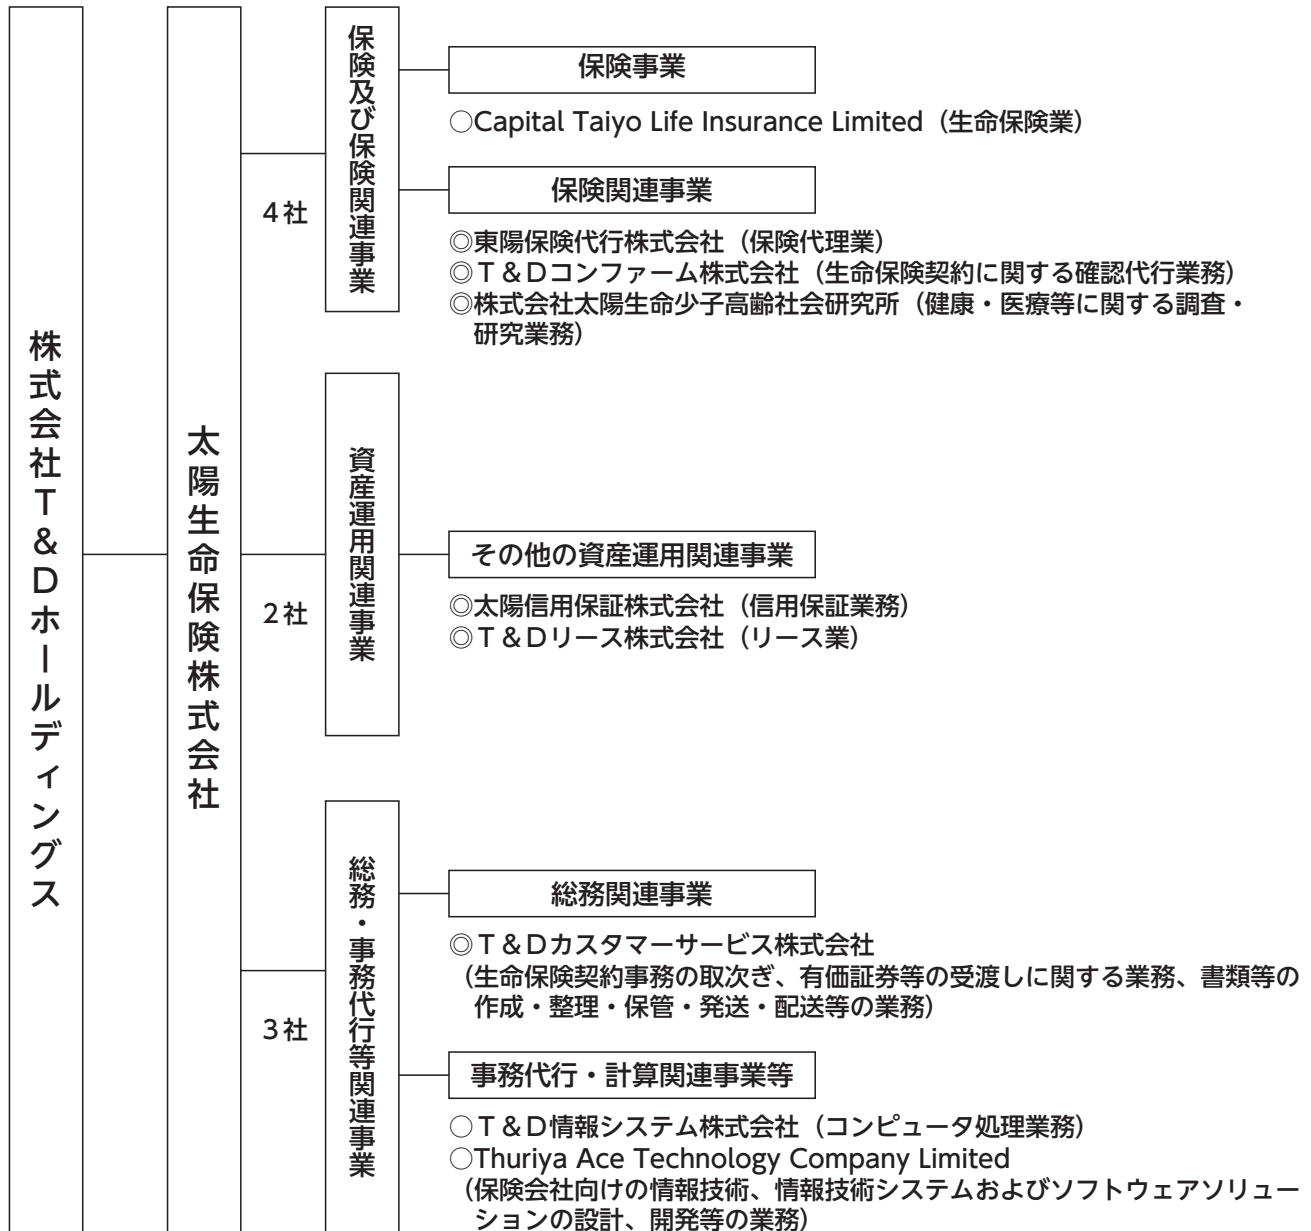 株式会社Ｔ＆Ｄホールディングス
太陽生命保険株式会社
4社
保険及び保険関連事業
保険事業
○Capital Taiyo Life Insurance Limited（生命保険業）
保険関連事業
◎東陽保険代行株式会社（保険代理業）
◎Ｔ＆Ｄコンファーム株式会社（生命保険契約に関する確認代行業務）
◎株式会社太陽生命少子高齢社会研究所（健康・医療等に関する調査・
研究業務）
2社
資産運用関連事業
その他の資産運用関連事業
◎太陽信用保証株式会社（信用保証業務）
◎Ｔ＆Ｄリース株式会社（リース業）
3社
総務・事務代行等関連事業
総務関連事業
◎Ｔ＆Ｄカスタマーサービス株式会社
（生命保険契約事務の取次ぎ、有価証券等の受渡しに関する業務、書類等の
作成・整理・保管・発送・配送等の業務）
事務代行・計算関連事業等
○Ｔ＆Ｄ情報システム株式会社（コンピュータ処理業務）
○Thuriya Ace Technology Company Limited
（保険会社向けの情報技術、情報技術システムおよびソフトウェアソリュー
ションの設計、開発等の業務）